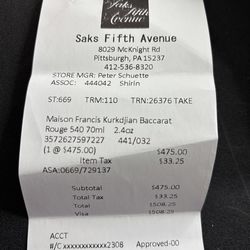 Saks
Fifth
Avenue
Saks Fifth Avenue
8029 McKnight Rd
Pittsburgh, PA 15237
412-536-8320
STORE MGR: Peter Schuette
ASSOC: 444042 Shirin
ST:669 TRM:110 TRN:26376 TAKE
Maison Francis Kurkdjian Baccarat
Rouge 540 70ml 2.4oz
3572627597227 441/032
(1 @ $475.00) $475.00
Item Tax $33.25
ASA:0669/729137
Subtotal $475.00
Total Tax $33.25
Total 1508.25
Visa 1508.25
ACCT
#/C xxxxxxxxxxxx2308 Approved-00